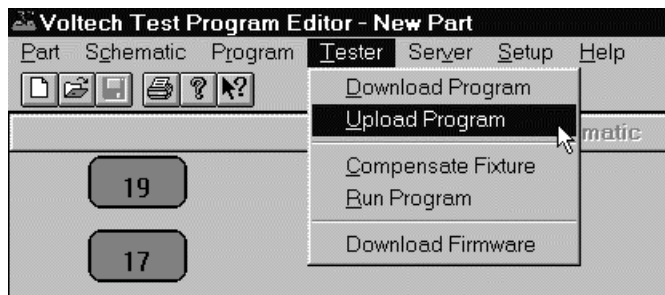 Voltech Test Program Editor - New Part
Part Schematic Program Tester Server Setup Help
Download Program
Upload Program
matic
Compensate Fixture
19
Run Program
Download Firmware
17